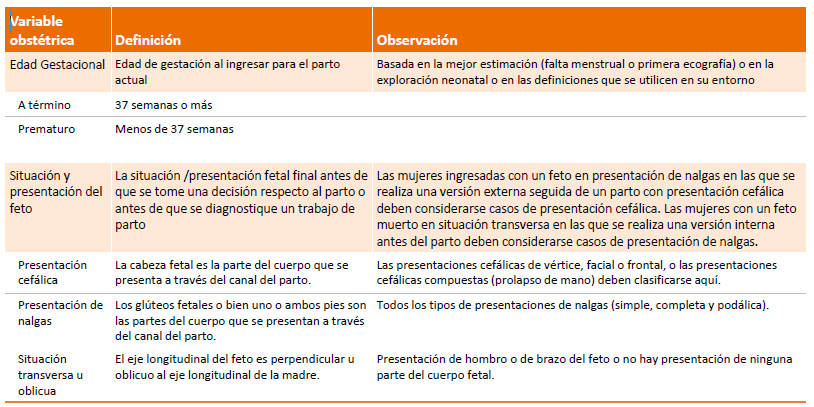 Variable
obstétrica
Definición
Observación
Edad Gestacional
Edad de gestación al ingresar para el parto
actual
Basada en la mejor estimación (falta menstrual o primera ecografía) o en la
exploración neonatal o en las definiciones que se utilicen en su entorno
A término
37 semanas o más
Prematuro
Menos de 37 semanas
Situación y
presentación del
feto
La situación /presentación fetal final antes de
que se tome una decisión respecto al parto o
antes de que se diagnostique un trabajo de
parto
Las mujeres ingresadas con un feto en presentación de nalgas en las que se
realiza una versión externa seguida de un parto con presentación cefálica
deben considerarse casos de presentación cefálica. Las mujeres con un feto
muerto en situación transversa en las que se realiza una versión interna
antes del parto deben considerarse casos de presentación de nalgas.
Presentación
cefálica
La cabeza fetal es la parte del cuerpo que se
presenta a través del canal del parto.
Las presentaciones cefálicas de vértice, facial o frontal, o las presentaciones
cefálicas compuestas (prolapso de mano) deben clasificarse aquí.
Presentación de
nalgas
Los glúteos fetales o bien uno o ambos pies son
las partes del cuerpo que se presentan a través
del canal del parto.
Todos los tipos de presentaciones de nalgas (simple, completa y podálica).
Situación
transversa u
oblicua
El eje longitudinal del feto es perpendicular u
oblicuo al eje longitudinal de la madre.
Presentación de hombro o de brazo del feto o no hay presentación de ninguna
parte del cuerpo fetal.